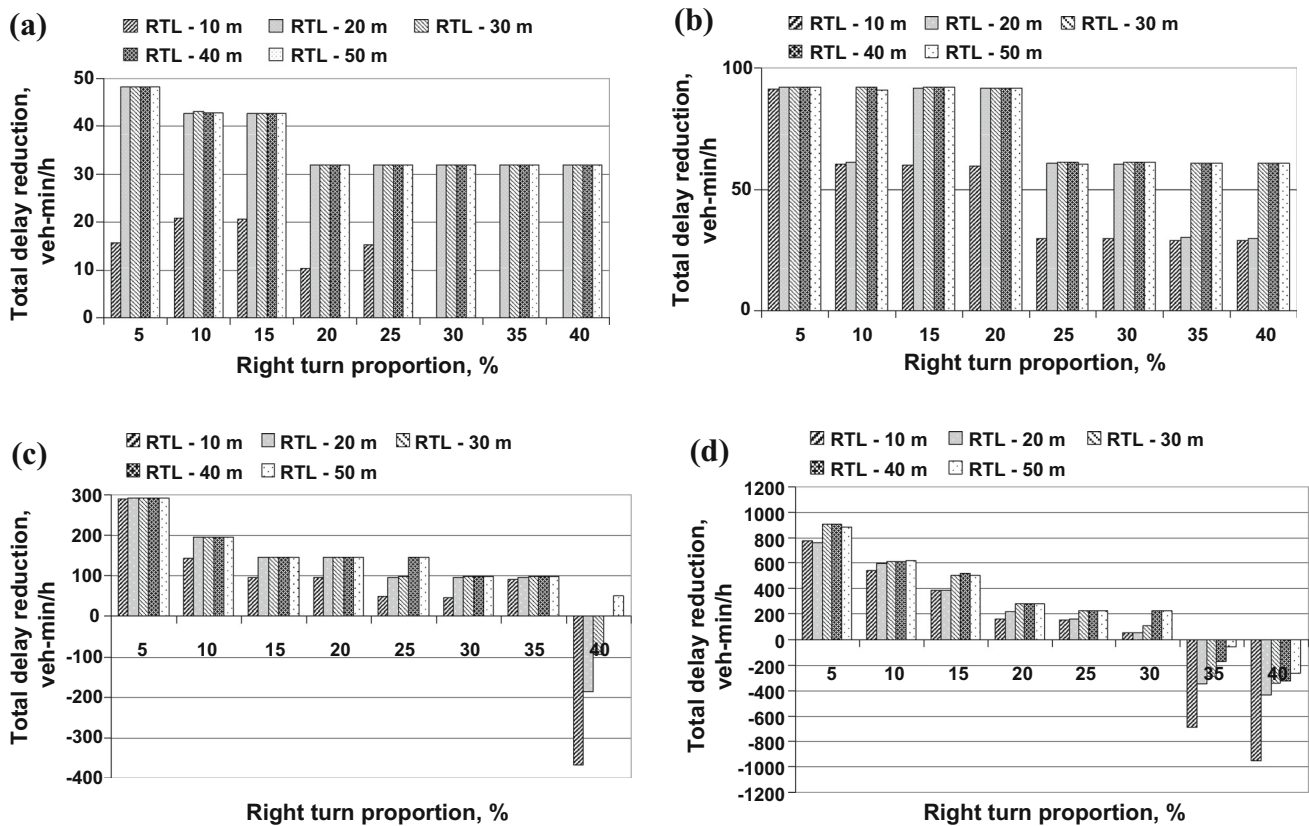 (a)
RTL - 10 m RTL - 20 m RTL - 30 m
RTL - 40 m RTL - 50 m
Total delay reduction,
veh-min/h
50
40
30
20
10
0
5 10 15 20 25 30 35 40
Right turn proportion, %
(b)
RTL - 10 m RTL - 20 m RTL - 30 m
RTL - 40 m RTL - 50 m
Total delay reduction,
veh-min/h
100
50
0
5 10 15 20 25 30 35 40
Right turn proportion, %
(c)
RTL - 10 m RTL - 20 m RTL - 30 m
RTL - 40 m RTL - 50 m
Total delay reduction,
veh-min/h
300
200
100
0
-100
-200
-300
-400
5 10 15 20 25 30 35 40
Right turn proportion, %
(d)
RTL - 10 m RTL - 20 m RTL - 30 m
RTL - 40 m RTL - 50 m
Total delay reduction,
veh-min/h
1200
1000
800
600
400
200
0
-200
-400
-600
-800
-1000
-1200
5 10 15 20 25 30 35 40
Right turn proportion, %